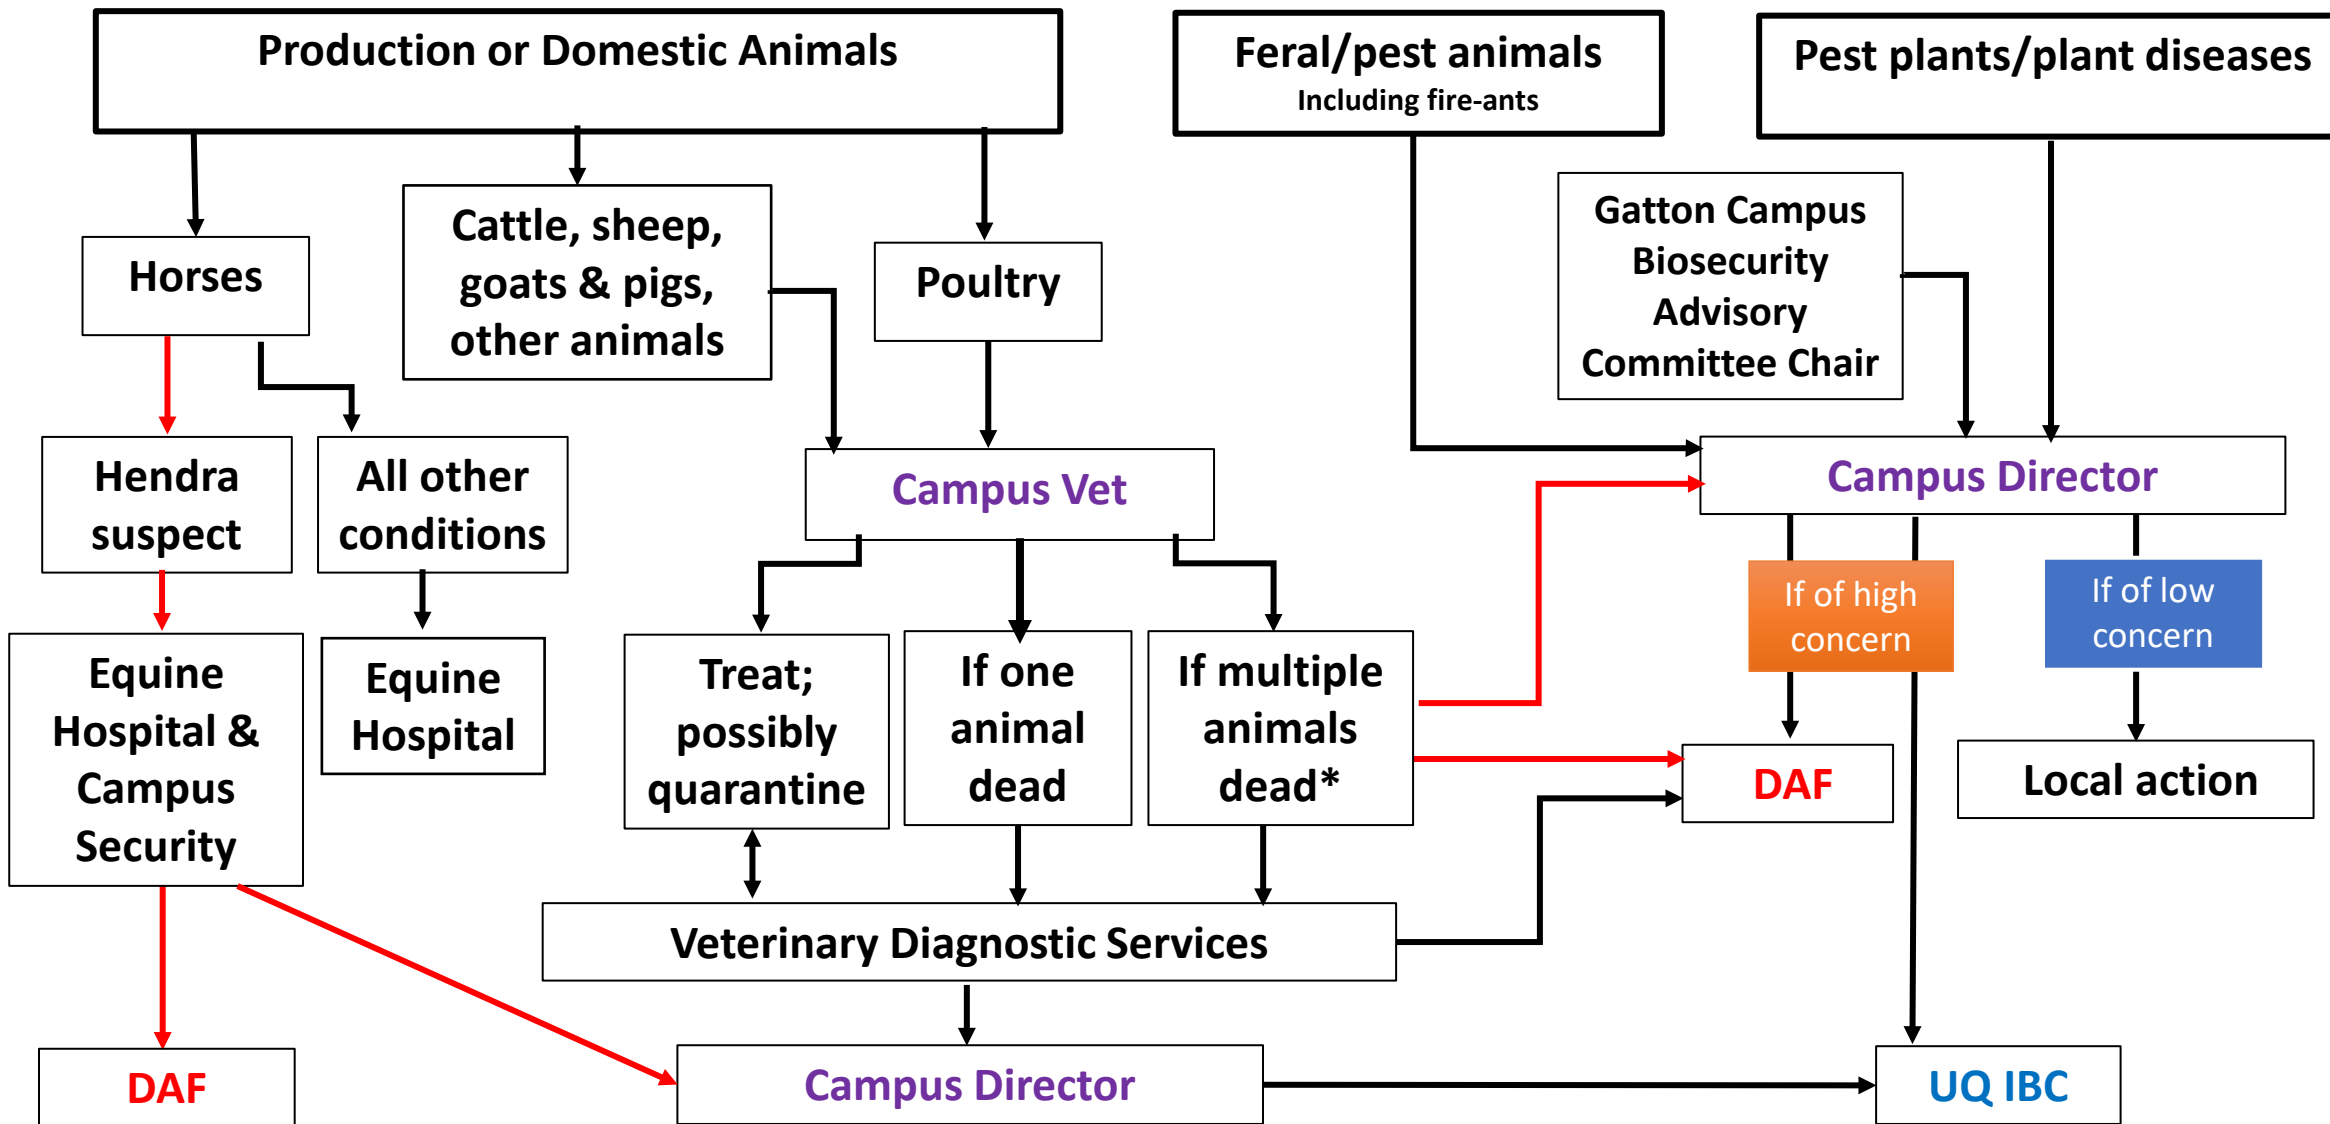 Production or Domestic Animals
Feral/pest animals
Including fire-ants
Pest plants/plant diseases
Horses
Cattle, sheep,
goats & pigs,
other animals
Poultry
Gatton Campus
Biosecurity
Advisory
Committee Chair
Hendra
suspect
All other
conditions
Campus Vet
Campus Director
If of high
concern
If of low
concern
Equine
Hospital &
Campus
Security
Equine
Hospital
Treat;
possibly
quarantine
If one
animal
dead
If multiple
animals
dead*
DAF
Local action
Veterinary Diagnostic Services
DAF
Campus Director
UQ IBC